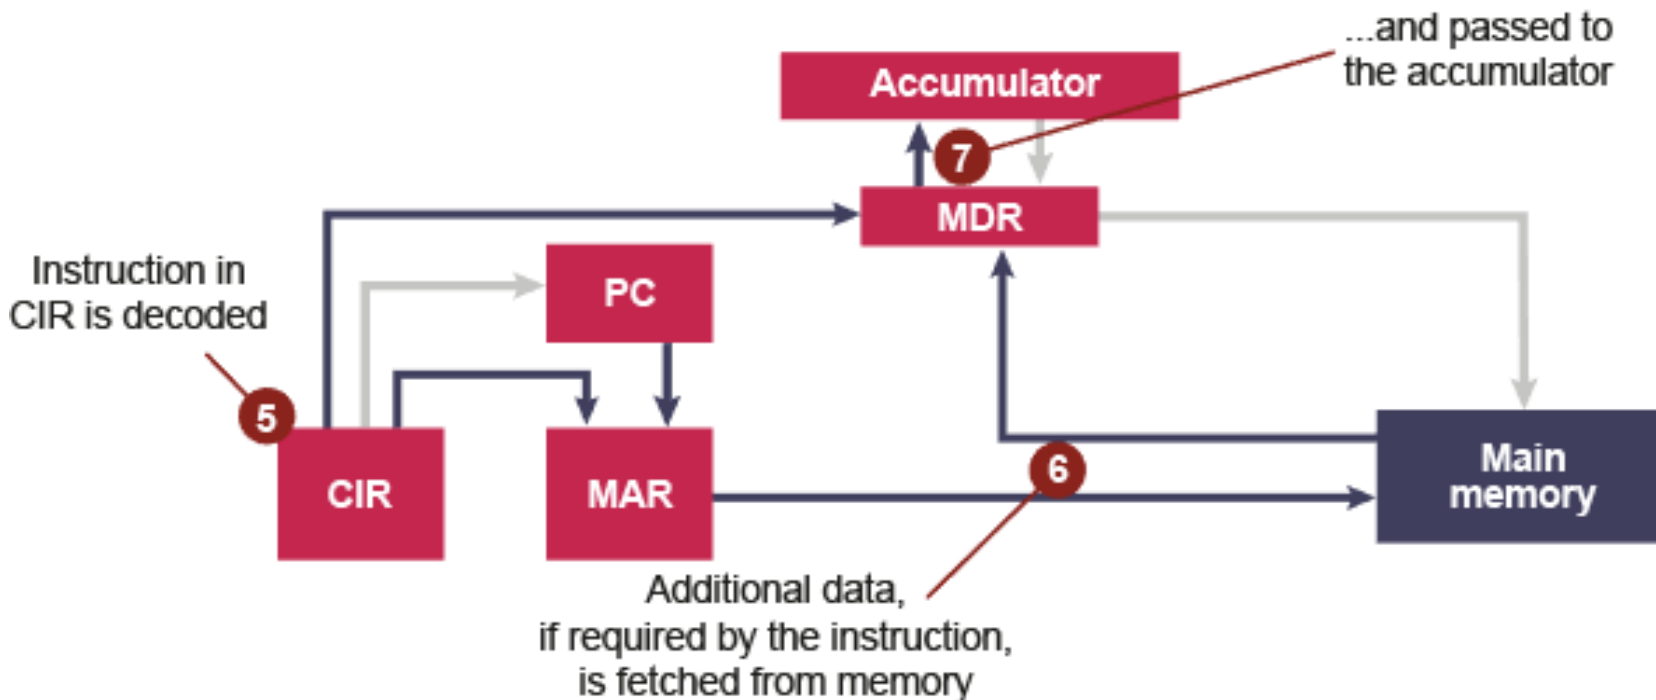 ...and passed to
the accumulator
Accumulator
7
MDR
Instruction in
CIR is decoded
PC
5
CIR
MAR
6
Main
memory
Additional data,
if required by the instruction,
is fetched from memory